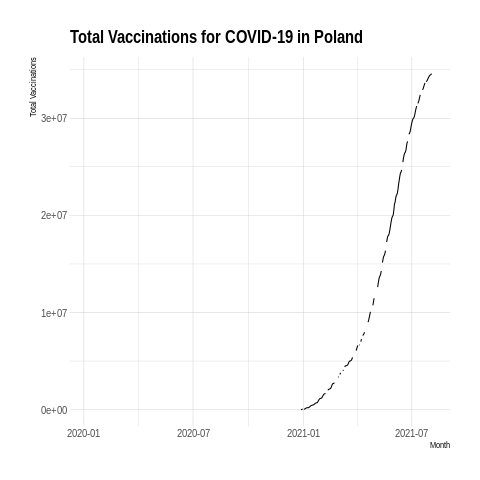 Total Vaccinations for COVID-19 in Poland
Total Vaccinations
3e+07
2e+07
1e+07
0e+00
2020-01 2020-07 2021-01 2021-07
Month